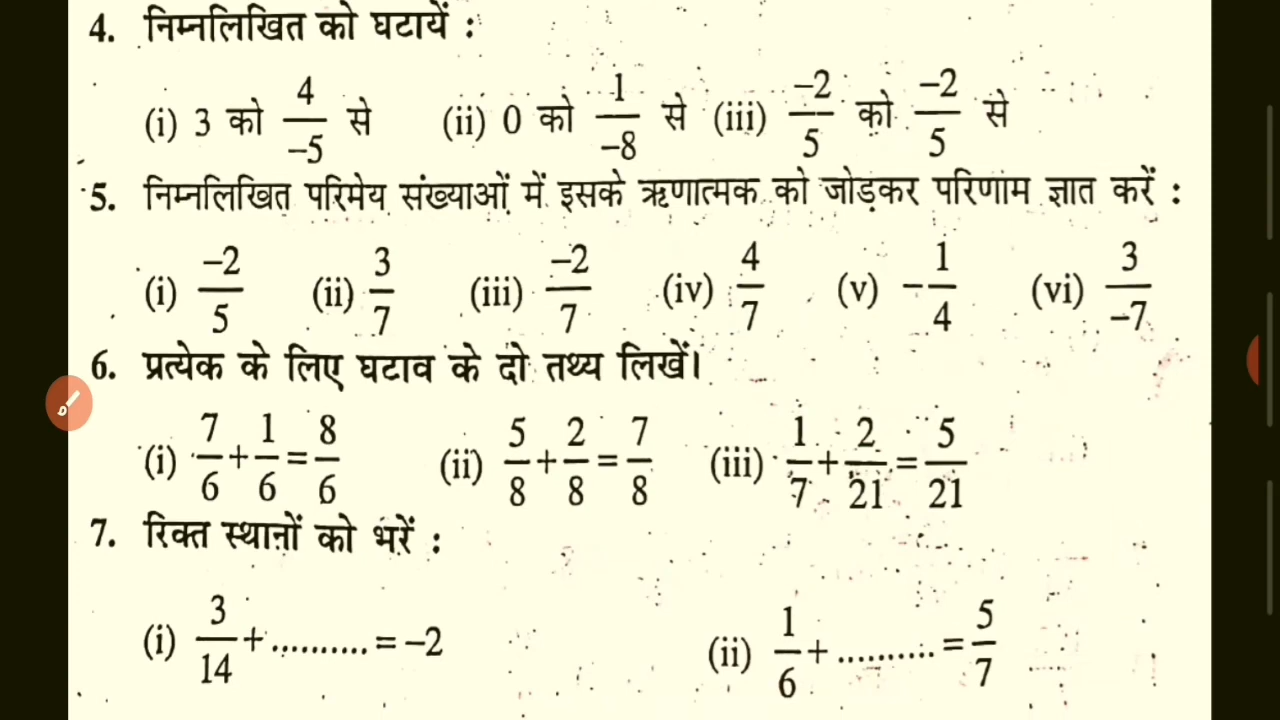 4. निम्नलिखित को घटायें :
(i) 3 को 4/-5 से (ii) 0 को 1/-8 से (iii) -2/5 को -2/5 से
5. निम्नलिखित परिमेय संख्याओं में इसके ऋणात्मक को जोड़कर परिणाम ज्ञात करें :
(i) -2/5 (ii) 3/7 (iii) -2/7 (iv) 4/7 (v) -1/4 (vi) 3/-7
6. प्रत्येक के लिए घटाव के दो तथ्य लिखें।
(i) 7/6 + 1/6 = 8/6 (ii) 5/8 + 2/8 = 7/8 (iii) 1/7 + 2/21 = 5/21
7. रिक्त स्थानों को भरें :
(i) 3/14 + .......... = -2 (ii) 1/6 + .......... = 5/7